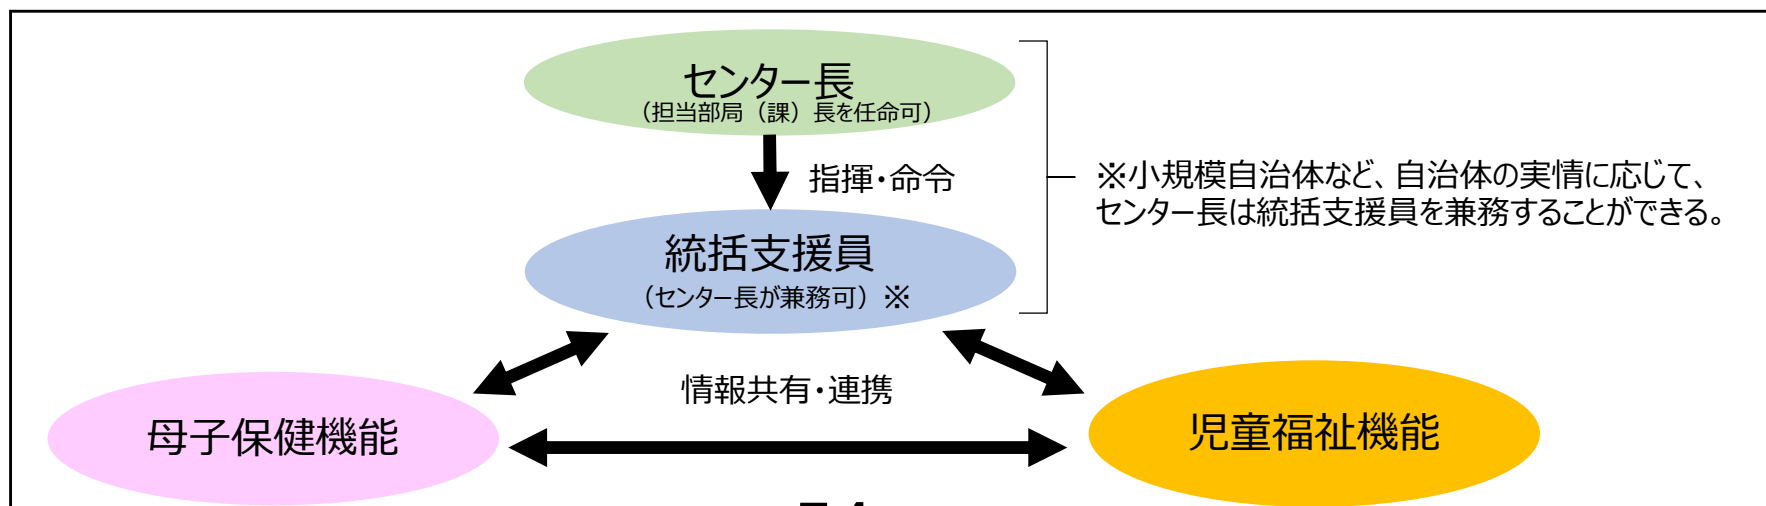 センター長
（担当部局（課）長を任命可）
指揮・命令
※小規模自治体など、自治体の実情に応じて、
センター長は統括支援員を兼務することができる。
統括支援員
（センター長が兼務可）※
情報共有・連携
母子保健機能
児童福祉機能